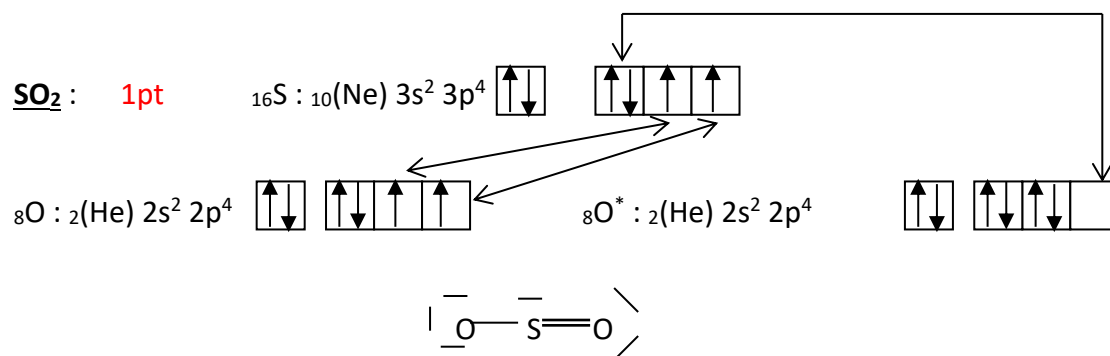 SO₂ : 1pt ₁₆S : ₁₀(Ne) 3s² 3p⁴
₈O : ₂(He) 2s² 2p⁴ ₈O* : ₂(He) 2s² 2p⁴
O S O